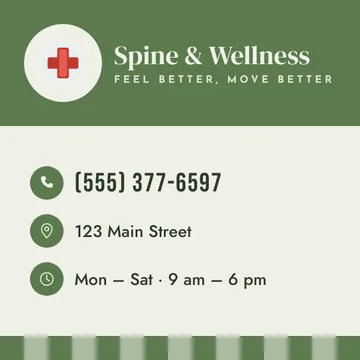 Spine & Wellness
FEEL BETTER, MOVE BETTER
(555) 377-6597
123 Main Street
Mon – Sat · 9 am – 6 pm